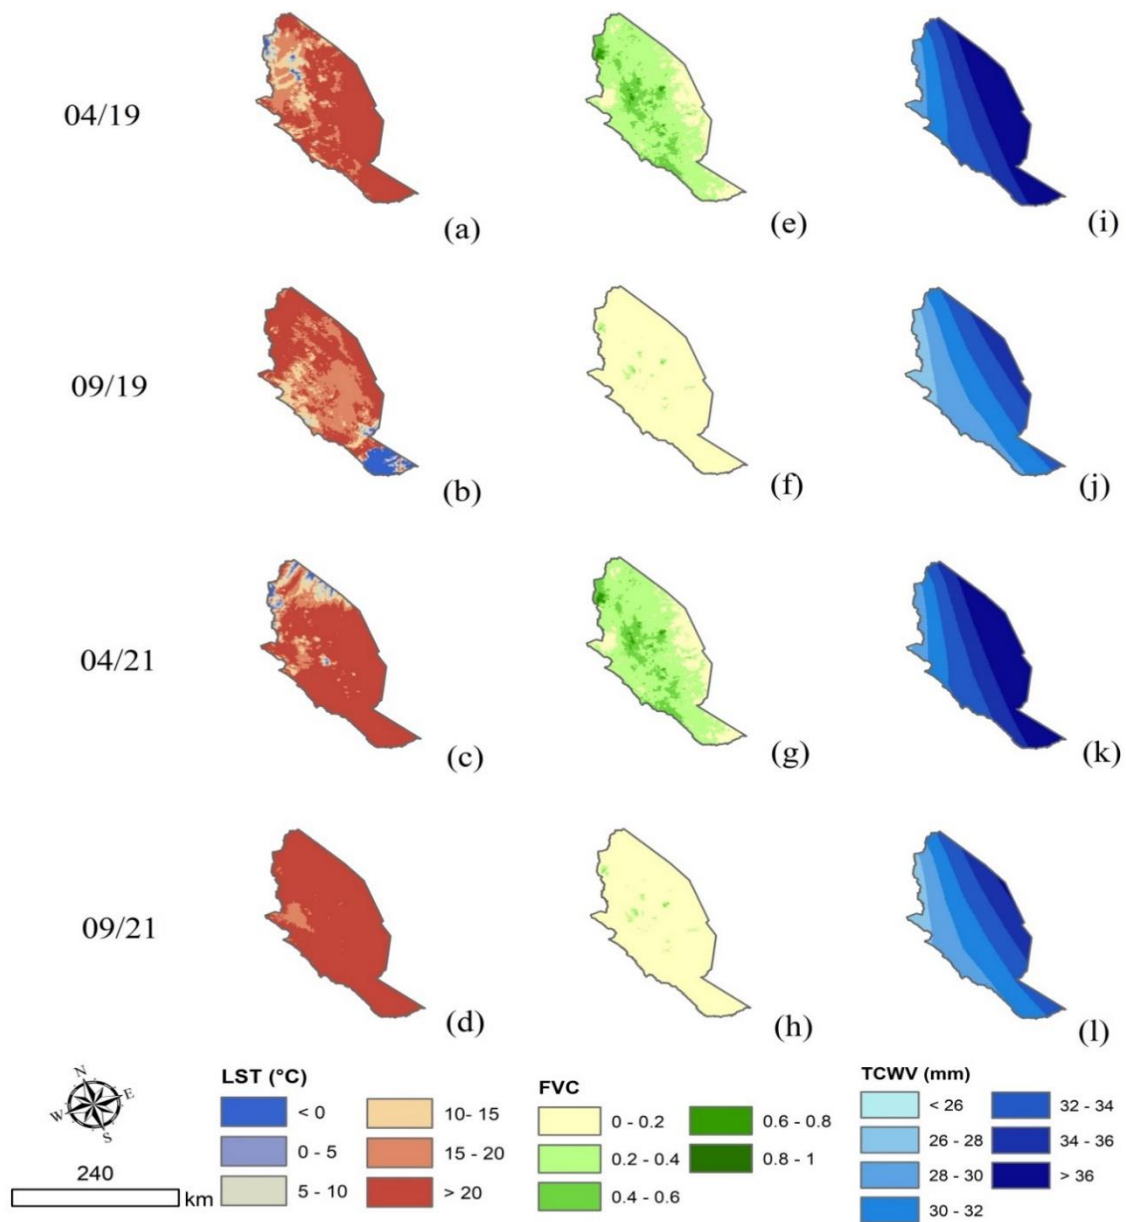 04/19
(a)
(e)
(i)
09/19
(b)
(f)
(j)
04/21
(c)
(g)
(k)
09/21
(d)
(h)
(l)
N
E
W
S
240
km
LST (°C)
< 0
0 - 5
5 - 10
10- 15
15 - 20
> 20
FVC
0 - 0.2
0.2 - 0.4
0.4 - 0.6
0.6 - 0.8
0.8 - 1
TCWV (mm)
< 26
26 - 28
28 - 30
30 - 32
32 - 34
34 - 36
> 36